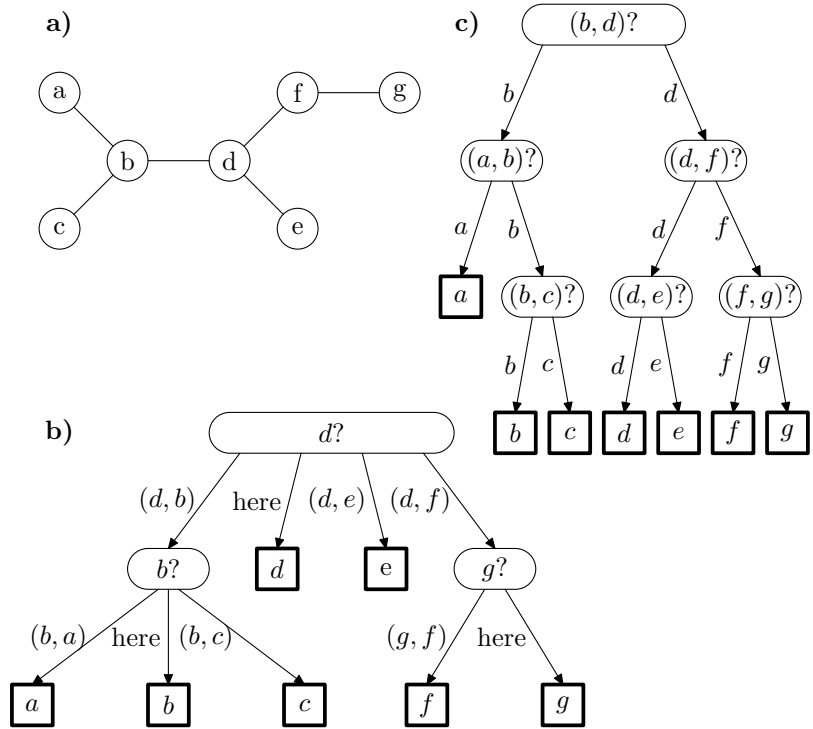 a)
a
f
g
b
d
c
e
c)
(b, d)?
b
d
(a, b)?
(d, f)?
a
b
d
f
a
(b, c)?
(d, e)?
(f, g)?
b
c
d
e
f
g
b
c
d
e
f
g
b)
d?
(d, b)
here
(d, e)
(d, f)
b?
d
e
g?
(b, a)
here
(b, c)
(g, f)
here
a
b
c
f
g